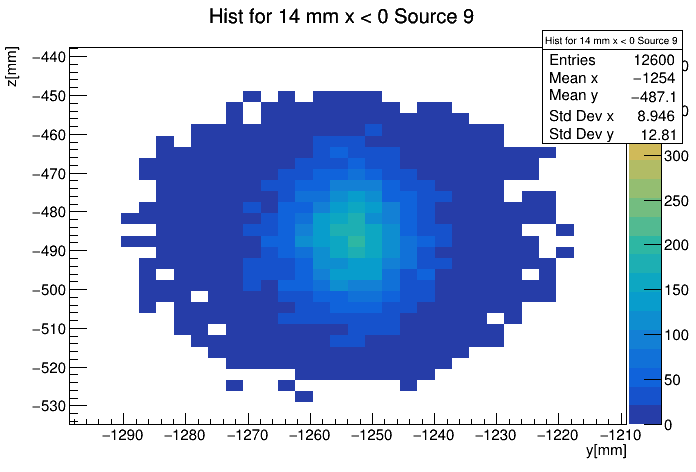 Hist for 14 mm x < 0 Source 9
Hist for 14 mm x < 0 Source 9
Entries 12600
Mean x −1254
Mean y −487.1
Std Dev x 8.946
Std Dev y 12.81
z[mm]
−440
−450
−460
−470
−480
−490
−500
−510
−520
−530
300
250
200
150
100
50
0
−1290 −1280 −1270 −1260 −1250 −1240 −1230 −1220 −1210
y[mm]